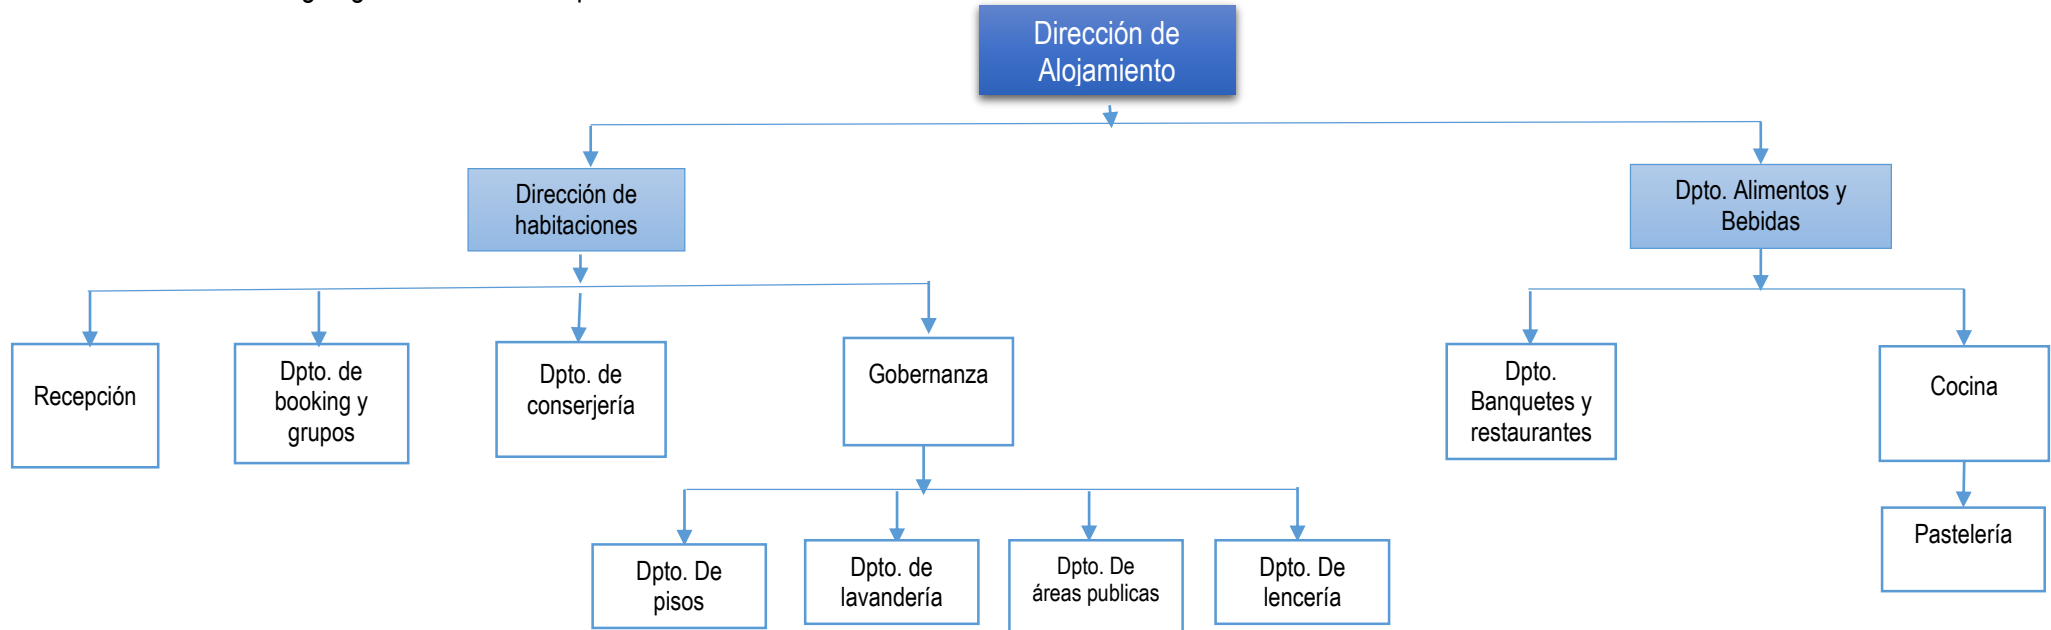 Dirección de
Alojamiento
Dirección de
habitaciones
Dpto. Alimentos y
Bebidas
Recepción
Dpto. de
booking y
grupos
Dpto. de
conserjería
Gobernanza
Dpto.
Banquetes y
restaurantes
Cocina
Dpto. De
pisos
Dpto. de
lavandería
Dpto. De
áreas publicas
Dpto. De
lencería
Pastelería